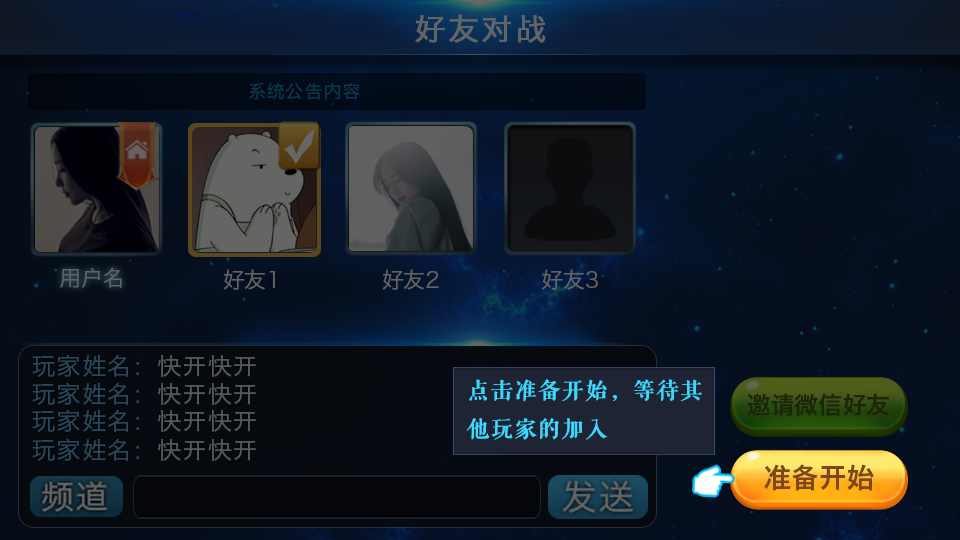 好友对战
系统公告内容
用户名
好友1
好友2
好友3
玩家姓名：快开快开
玩家姓名：快开快开
玩家姓名：快开快开
玩家姓名：快开快开
点击准备开始，等待其
他玩家的加入
邀请微信好友
准备开始
频道
发送